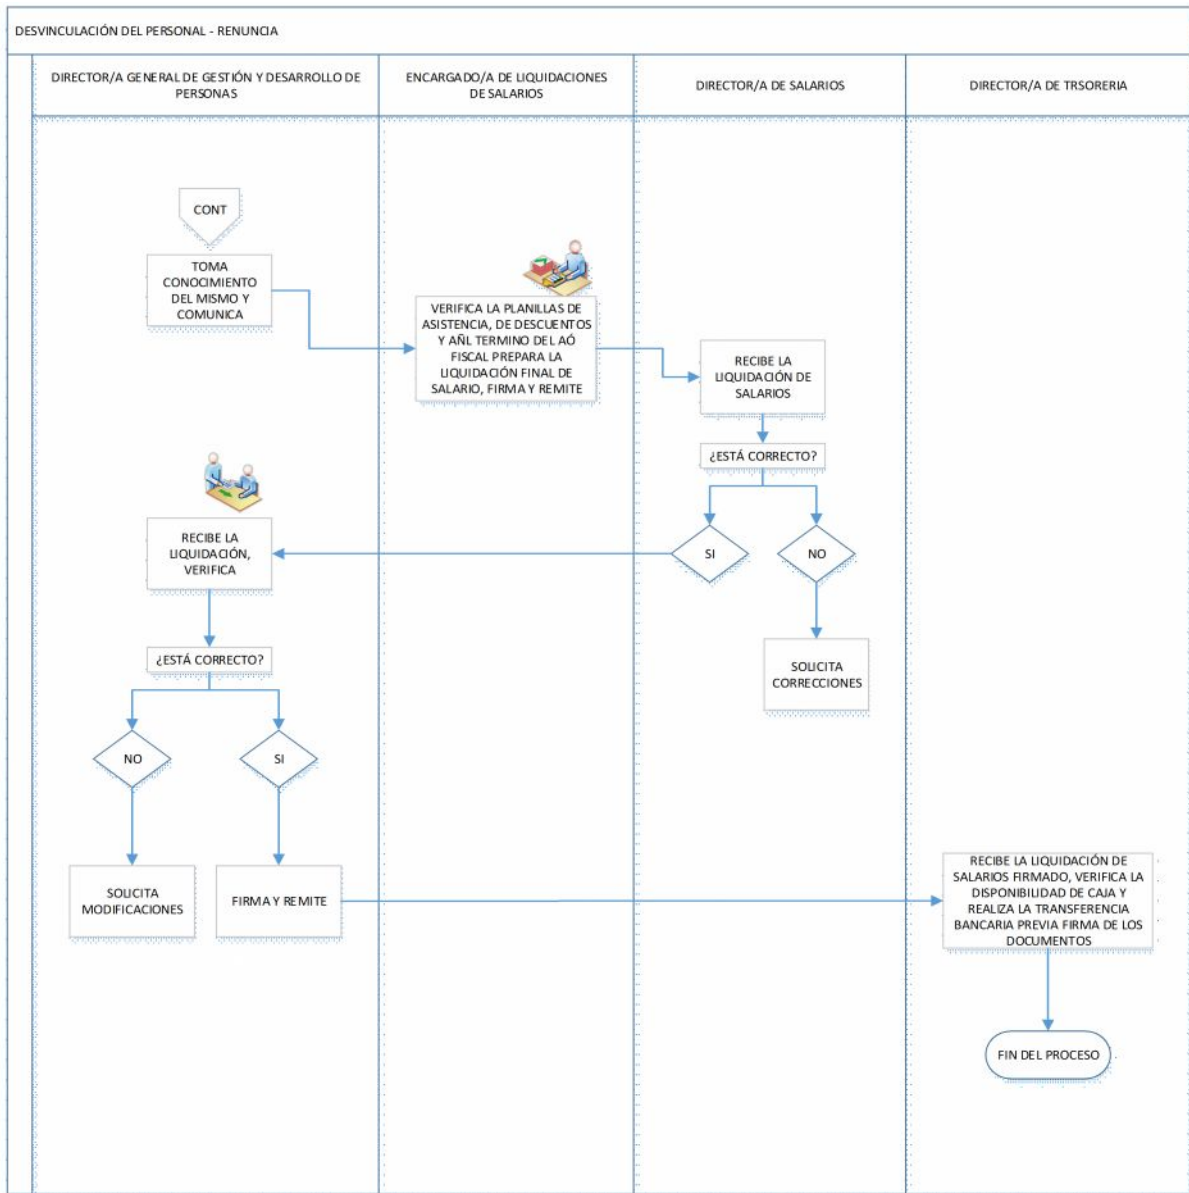 DESVINCULACIÓN DEL PERSONAL - RENUNCIA
DIRECTOR/A GENERAL DE GESTIÓN Y DESARROLLO DE
PERSONAS
ENCARGADO/A DE LIQUIDACIONES
DE SALARIOS
DIRECTOR/A DE SALARIOS
DIRECTOR/A DE TRSORERIA
CONT
TOMA
CONOCIMIENTO
DEL MISMO Y
COMUNICA
VERIFICA LA PLANILLAS DE
ASISTENCIA, DE DESCUENTOS
Y AÑL TERMINO DEL AÓ
FISCAL PREPARA LA
LIQUIDACIÓN FINAL DE
SALARIO, FIRMA Y REMITE
RECIBE LA
LIQUIDACIÓN DE
SALARIOS
¿ESTÁ CORRECTO?
SI
NO
SOLICITA
CORRECCIONES
RECIBE LA
LIQUIDACIÓN,
VERIFICA
¿ESTÁ CORRECTO?
NO
SI
SOLICITA
MODIFICACIONES
FIRMA Y REMITE
RECIBE LA LIQUIDACIÓN DE
SALARIOS FIRMADO, VERIFICA LA
DISPONIBILIDAD DE CAJA Y
REALIZA LA TRANSFERENCIA
BANCARIA PREVIA FIRMA DE LOS
DOCUMENTOS
FIN DEL PROCESO